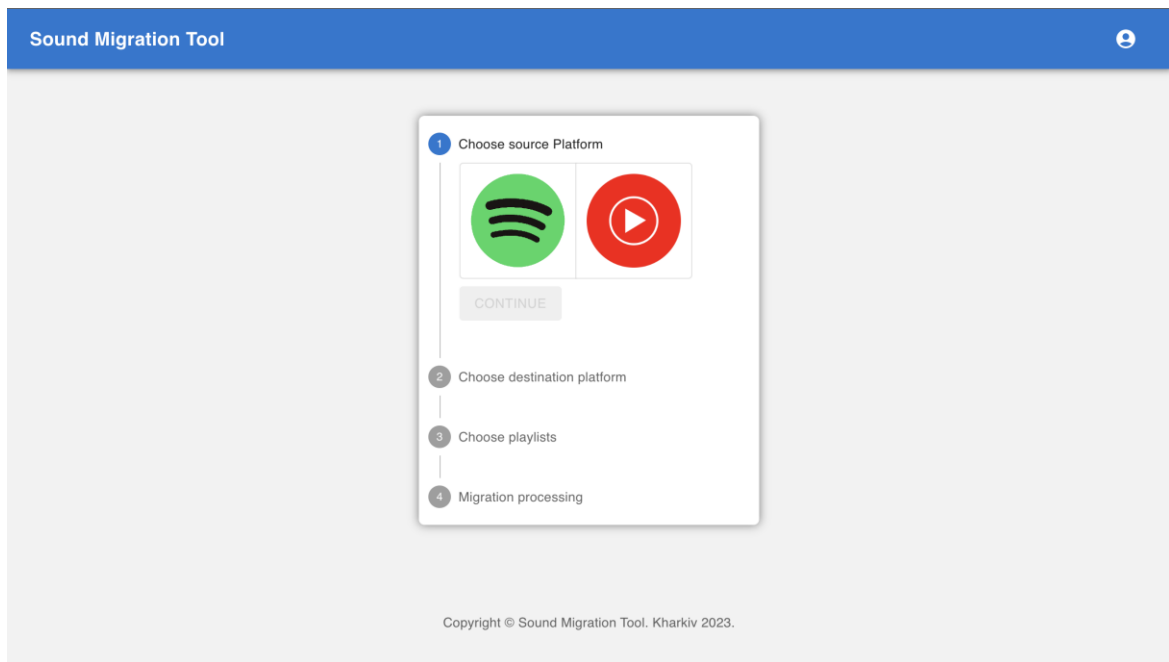 Sound Migration Tool
1 Choose source Platform
CONTINUE
2 Choose destination platform
3 Choose playlists
4 Migration processing
Copyright © Sound Migration Tool. Kharkiv 2023.